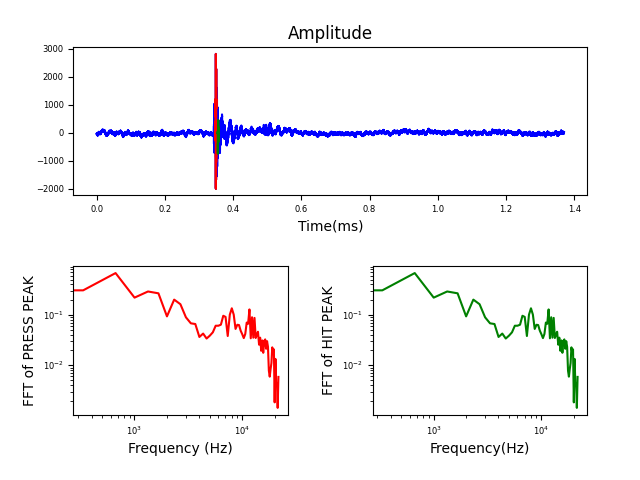 Amplitude
3000
2000
1000
0
−1000
−2000
0.0 0.2 0.4 0.6 0.8 1.0 1.2 1.4
Time(ms)
FFT of PRESS PEAK
10⁻¹
10⁻²
10³ 10⁴
Frequency (Hz)
FFT of HIT PEAK
10⁻¹
10⁻²
10³ 10⁴
Frequency(Hz)